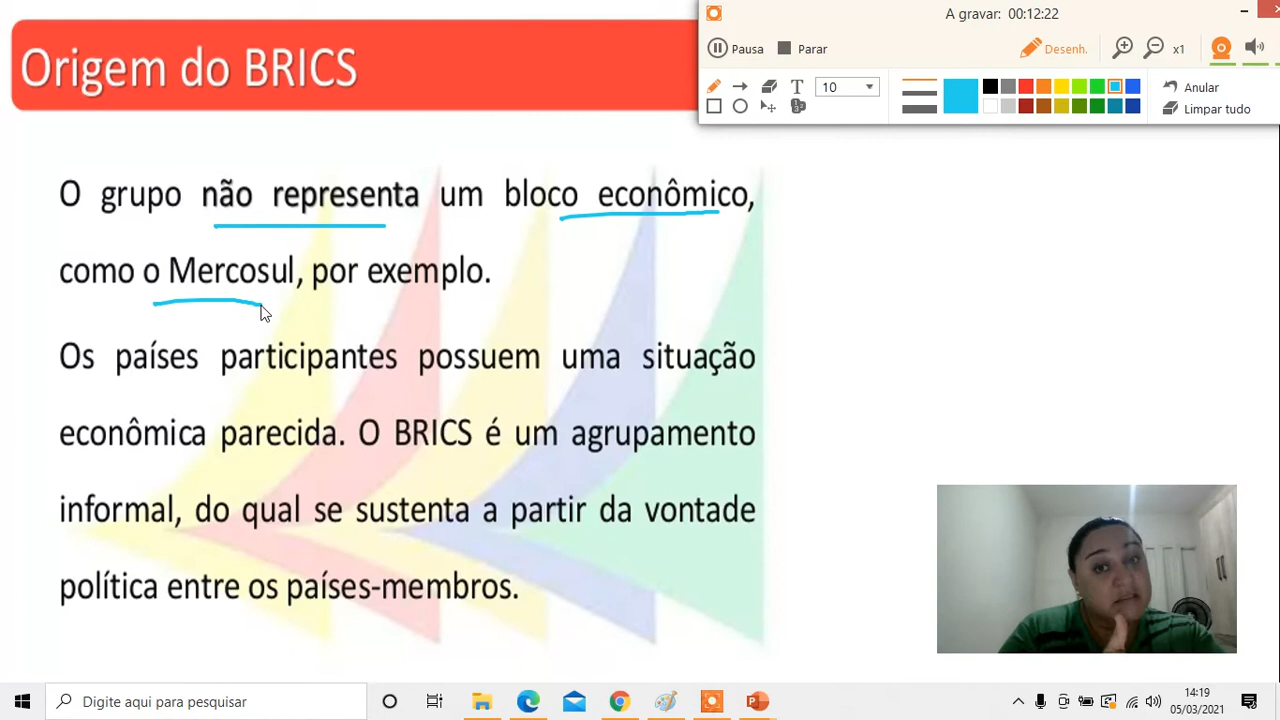 Origem do BRICS
A gravar: 00:12:22
Pausa
Parar
Desenh.
x1
10
Anular
Limpar tudo
O grupo não representa um bloco econômico,
como o Mercosul, por exemplo.
Os países participantes possuem uma situação
econômica parecida. O BRICS é um agrupamento
informal, do qual se sustenta a partir da vontade
política entre os países-membros.
Digite aqui para pesquisar
14:19
05/03/2021